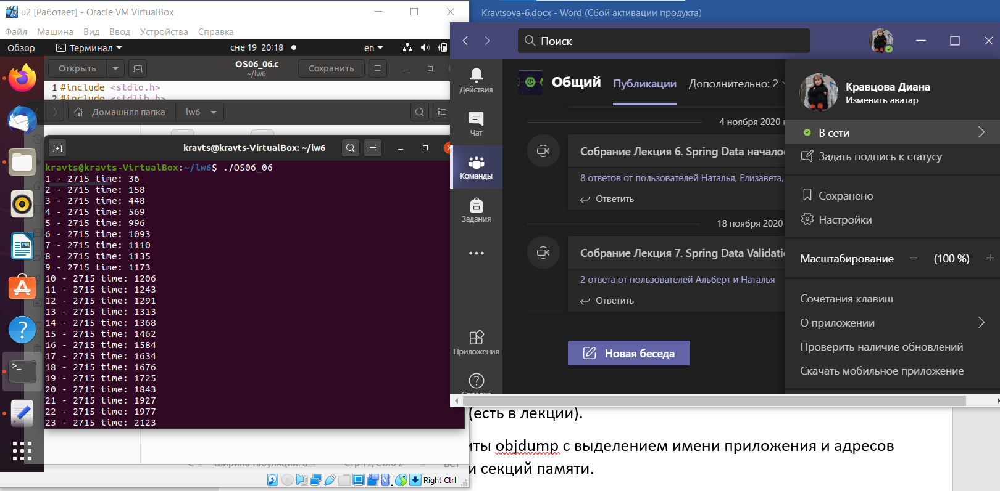 u2 [Работает] - Oracle VM VirtualBox
Файл Машина Вид Ввод Устройства Справка
Обзор Терминал сне 19 20:18 en
Открыть OS06_06.c Сохранить
~/lw6
1 #include <stdio.h>
2 #include <stdlib.h>
Домашняя папка lw6
kravts@kravts-VirtualBox: ~/lw6
kravts@kravts-VirtualBox:~/lw6$ ./OS06_06
1 - 2715 time: 36
2 - 2715 time: 158
3 - 2715 time: 448
4 - 2715 time: 569
5 - 2715 time: 996
6 - 2715 time: 1093
7 - 2715 time: 1110
8 - 2715 time: 1135
9 - 2715 time: 1173
10 - 2715 time: 1206
11 - 2715 time: 1243
12 - 2715 time: 1291
13 - 2715 time: 1313
14 - 2715 time: 1368
15 - 2715 time: 1462
16 - 2715 time: 1584
17 - 2715 time: 1634
18 - 2715 time: 1676
19 - 2715 time: 1725
20 - 2715 time: 1843
21 - 2715 time: 1927
22 - 2715 time: 1977
23 - 2715 time: 2123
Right Ctrl
Kravtsova-6.docx - Word (Сбой активации продукта)
Поиск
Действия
Чат
Команды
Задания
Приложения
Справка
Общий Публикации Дополнительно: 2
4 ноября 2020 г
Собрание Лекция 6. Spring Data начало
8 ответов от пользователей Наталья, Елизавета,
Ответить
18 ноября 2020
Собрание Лекция 7. Spring Data Validatio
2 ответа от пользователей Альберт и Наталья
Ответить
Новая беседа
Кравцова Диана
Изменить аватар
В сети
Задать подпись к статусу
Сохранено
Настройки
Масштабирование − (100 %) +
Сочетания клавиш
О приложении
Проверить наличие обновлений
Скачать мобильное приложение
(есть в лекции).
иты objdump с выделением имени приложения и адресов
и секций памяти.